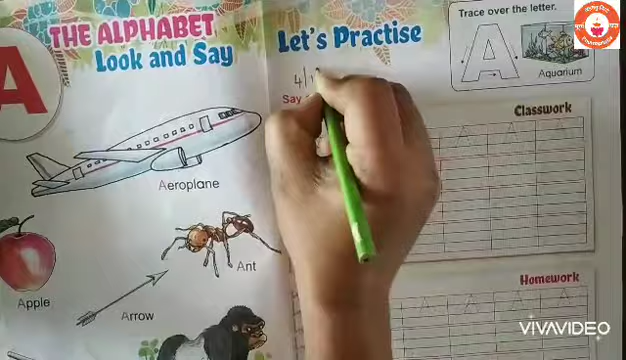 THE ALPHABET
Look and Say
A
Aeroplane
Ant
Apple
Arrow
Let's Practise
4/
Say
Trace over the letter.
A
Aquarium
Classwork
A A A
Homework
A A A
VIVAVIDEO